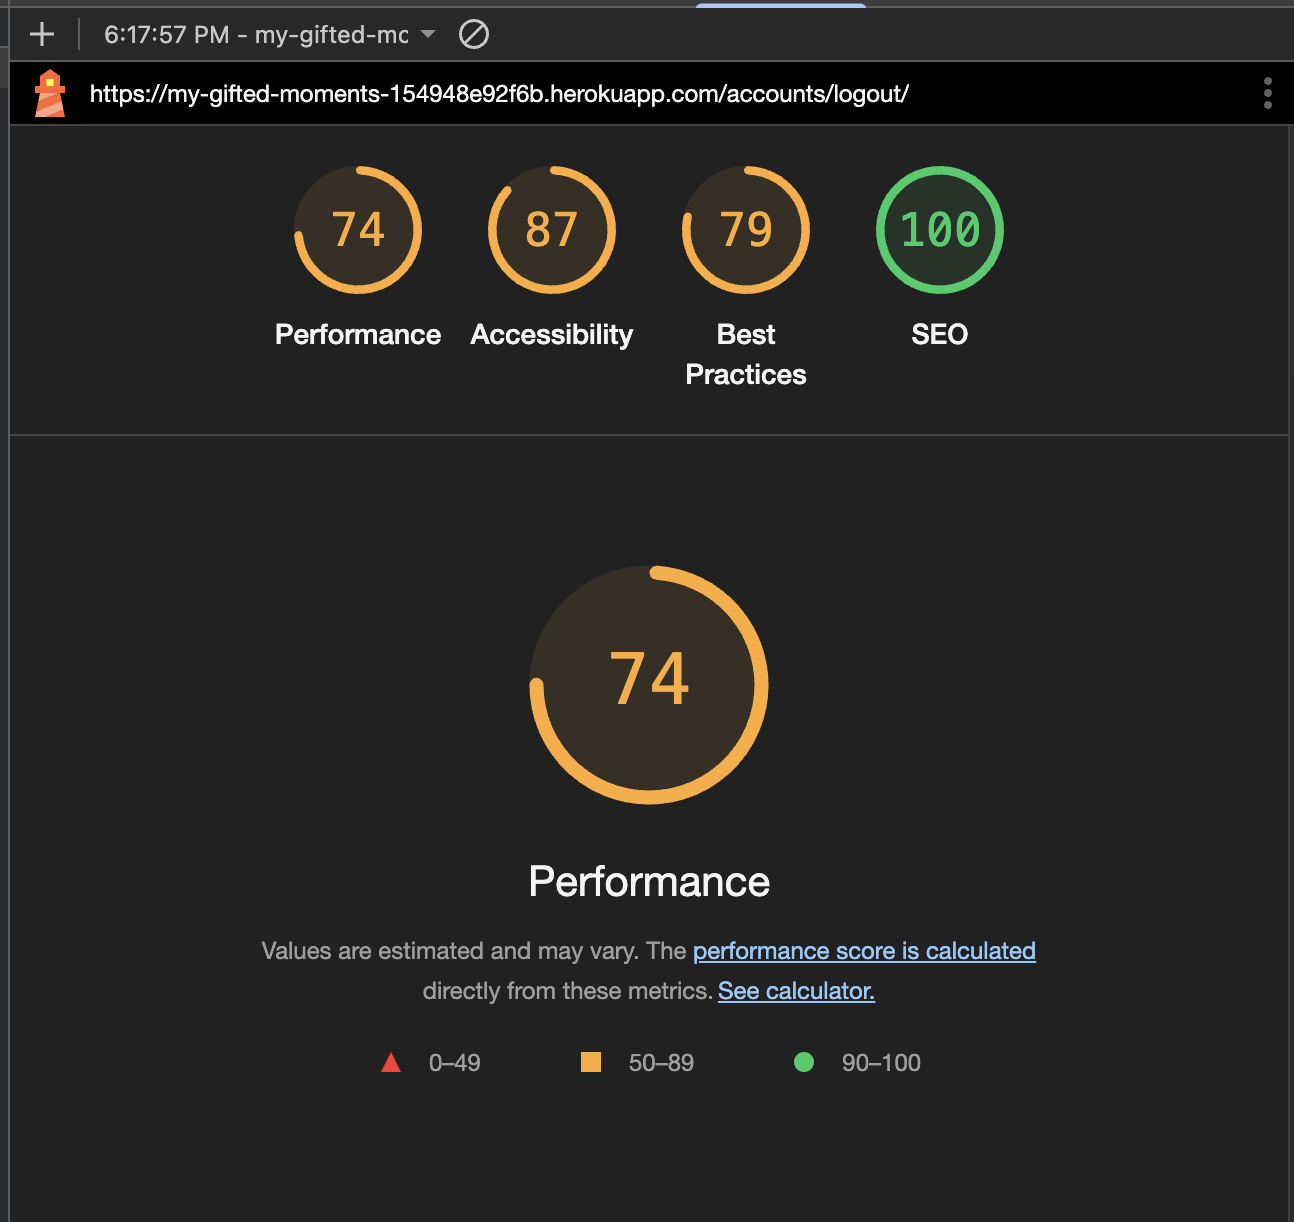 6:17:57 PM - my-gifted-mc
https://my-gifted-moments-154948e92f6b.herokuapp.com/accounts/logout/
74
87
79
100
Performance
Accessibility
Best
Practices
SEO
74
Performance
Values are estimated and may vary. The performance score is calculated
directly from these metrics. See calculator.
0–49
50–89
90–100